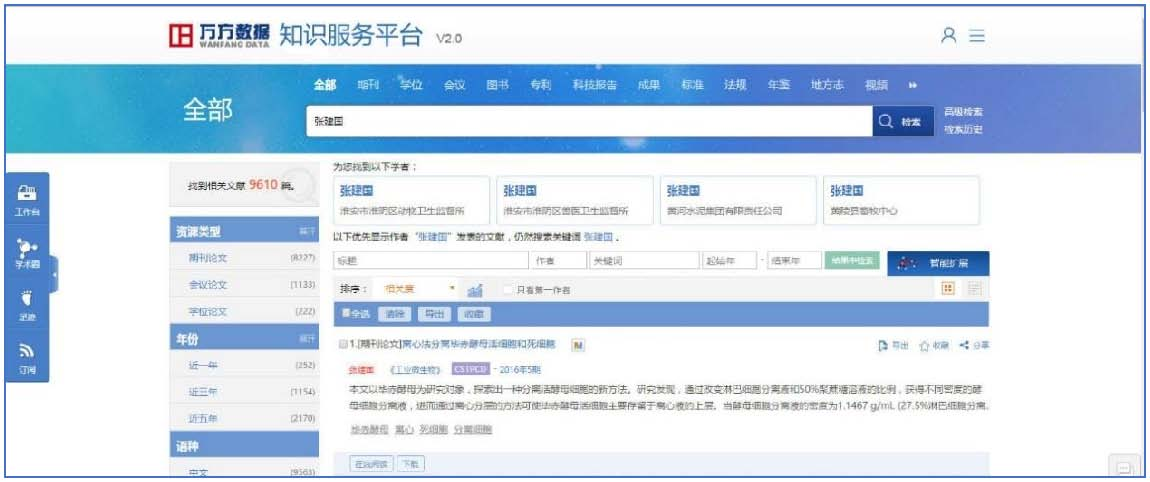 万方数据 WANFANG DATA 知识服务平台 V2.0
全部 期刊 学位 会议 图书 专利 科技报告 成果 标准 法规 年鉴 地方志 视频
全部
张建国
检索
高级检索
检索历史
工作台
学术圈
足迹
订阅
找到相关文献 9610 篇。
资源类型 展开
期刊论文 (8227)
会议论文 (1133)
学位论文 (222)
年份 展开
近一年 (252)
近三年 (1154)
近五年 (2170)
语种
中文 (9563)
为您找到以下学者：
张建国
淮安市淮阴区动物卫生监督所
张建国
淮安市淮阴区兽医卫生监督所
张建国
黄河水泥集团有限责任公司
张建国
黄陵县畜牧中心
以下优先显示作者“张建国”发表的文献，仍然搜索关键词 张建国 。
标题 作者 关键词 起始年 - 结束年 结果中检索 智能扩展
排序： 相关度 只看第一作者
全选 清除 导出 收藏
1.[期刊论文]离心法分离毕赤酵母活细胞和死细胞 M
导出 收藏 分享
张建国 《工业微生物》 CSTPCD - 2016年5期
本文以毕赤酵母为研究对象，探索出一种分离活酵母细胞的新方法。研究发现，通过改变淋巴细胞分离液和50%聚蔗糖溶液的比例，获得不同密度的酵
母细胞分离液，进而通过离心分层的方法可使毕赤酵母活细胞主要存留于离心液的上层。当酵母细胞分离液的密度为1.1467 g/mL (27.5%淋巴细胞分离.
毕赤酵母 离心 死细胞 分离细胞
在线阅读 下载